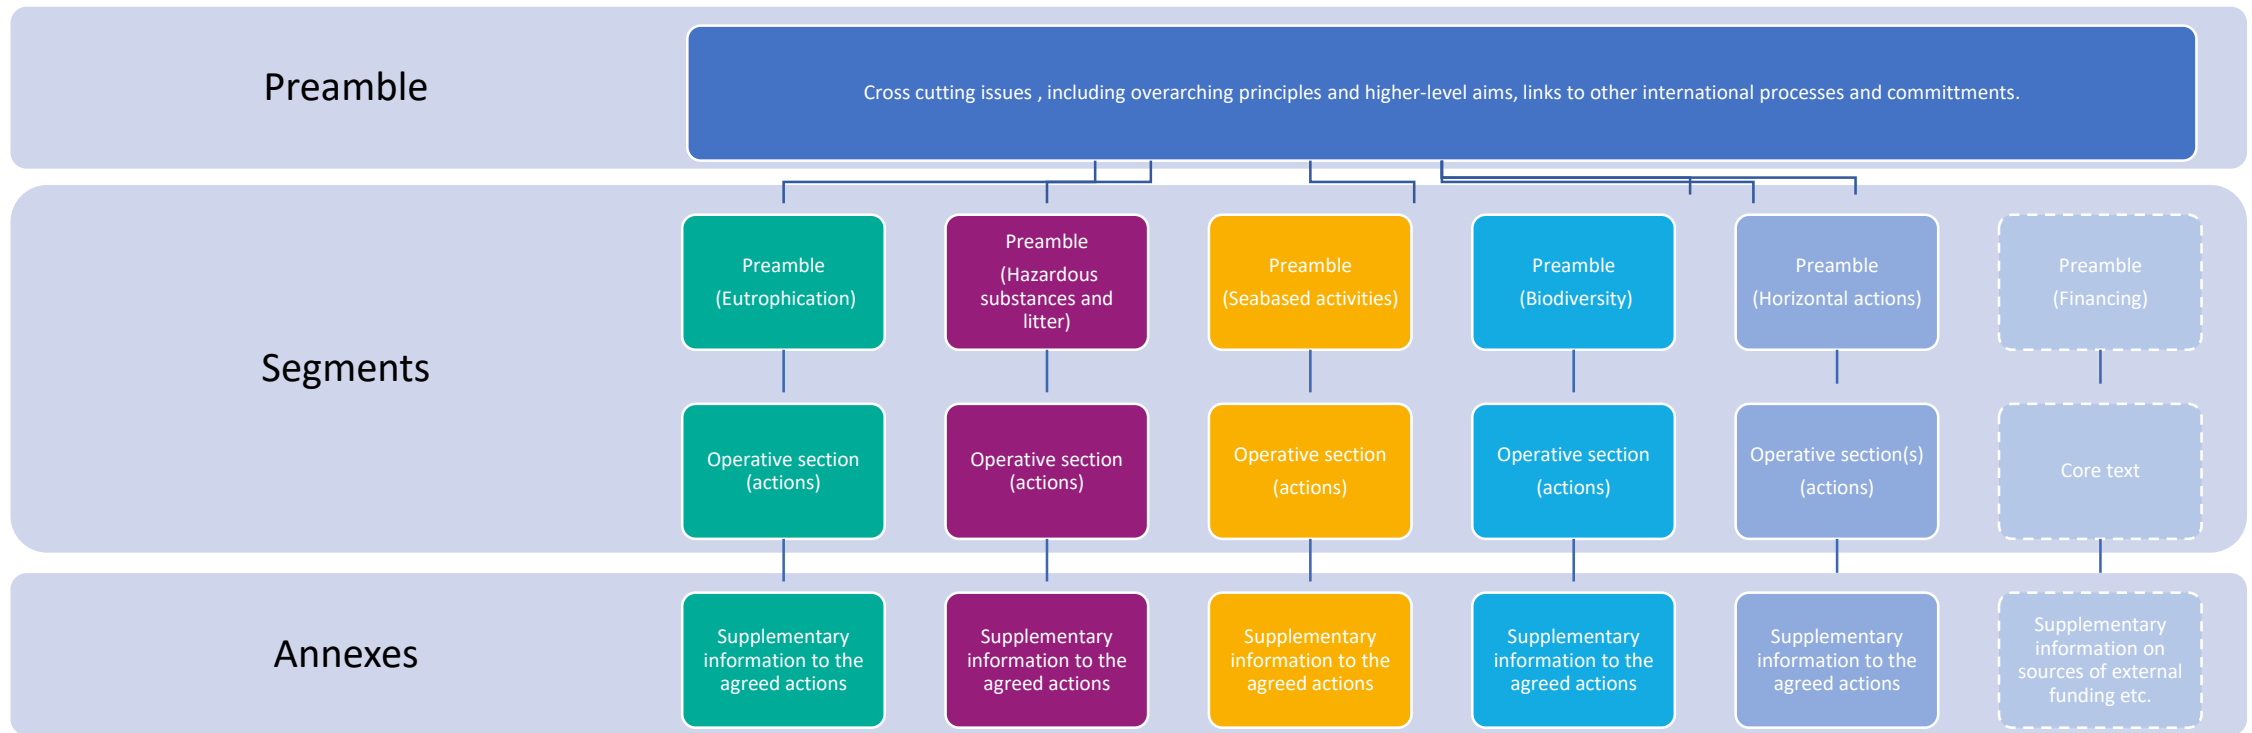 Preamble
Cross cutting issues , including overarching principles and higher-level aims, links to other international processes and committments.
Segments
Preamble
(Eutrophication)
Preamble
(Hazardous
substances and
litter)
Preamble
(Seabased activities)
Preamble
(Biodiversity)
Preamble
(Horizontal actions)
Preamble
(Financing)
Operative section
(actions)
Operative section
(actions)
Operative section
(actions)
Operative section
(actions)
Operative section(s)
(actions)
Core text
Annexes
Supplementary
information to the
agreed actions
Supplementary
information to the
agreed actions
Supplementary
information to the
agreed actions
Supplementary
information to the
agreed actions
Supplementary
information to the
agreed actions
Supplementary
information on
sources of external
funding etc.